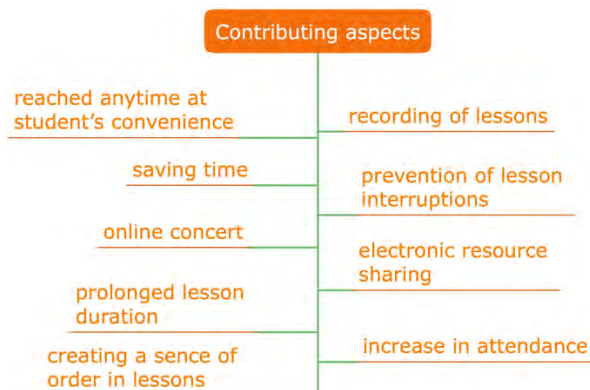 Contributing aspects
reached anytime at
student's convenience
recording of lessons
saving time
prevention of lesson
interruptions
online concert
electronic resource
sharing
prolonged lesson
duration
increase in attendance
creating a sence of
order in lessons